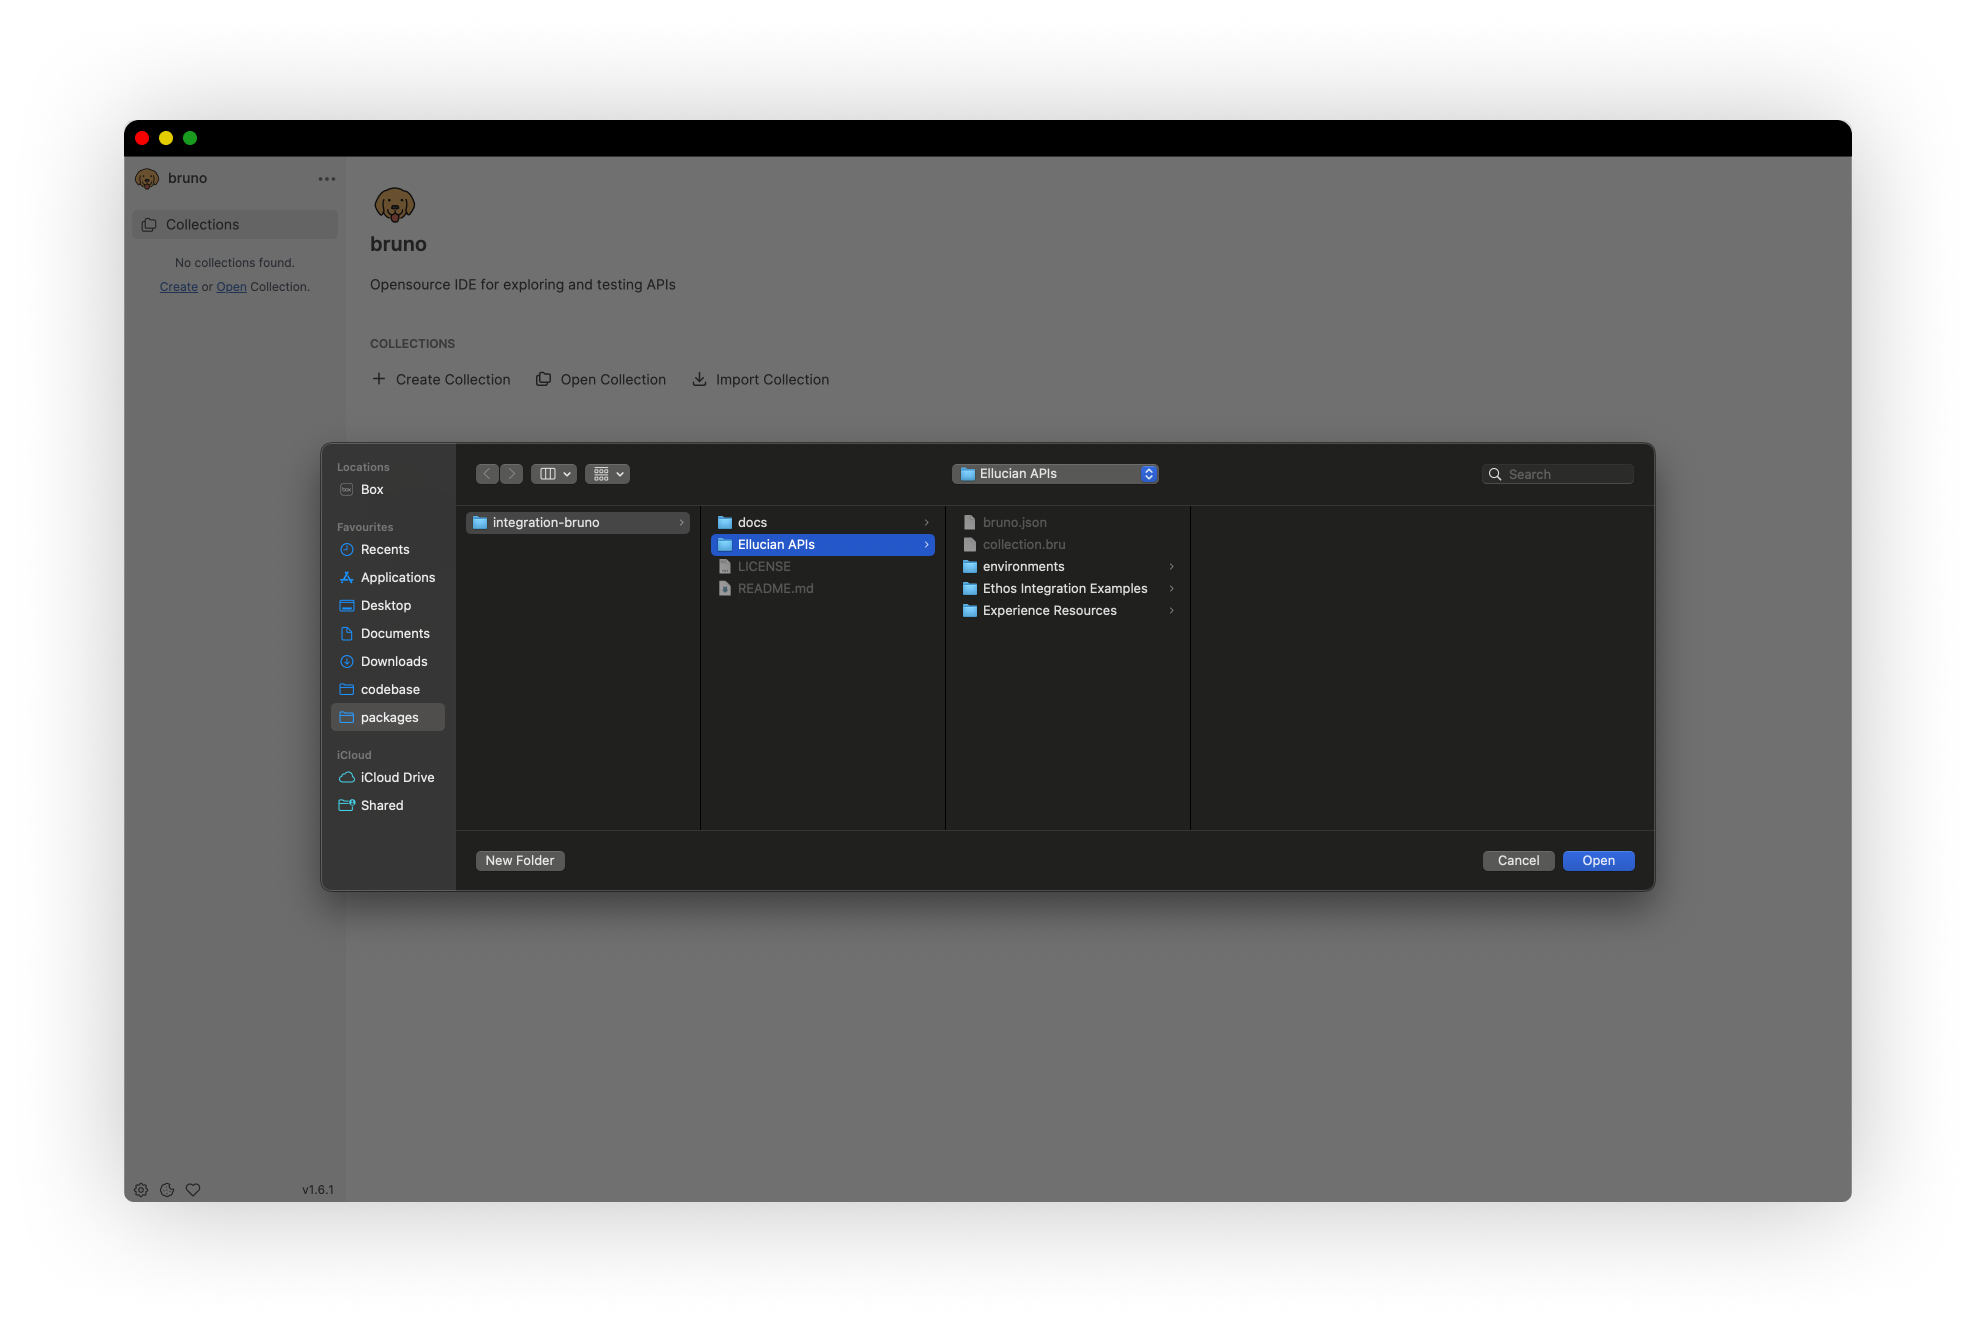 bruno
Collections
No collections found.
Create or Open Collection.
bruno
Opensource IDE for exploring and testing APIs
COLLECTIONS
Create Collection
Open Collection
Import Collection
Locations
Box
Favourites
Recents
Applications
Desktop
Documents
Downloads
codebase
packages
iCloud
iCloud Drive
Shared
Ellucian APIs
Search
integration-bruno
docs
Ellucian APIs
LICENSE
README.md
bruno.json
collection.bru
environments
Ethos Integration Examples
Experience Resources
New Folder
Cancel
Open
v1.6.1